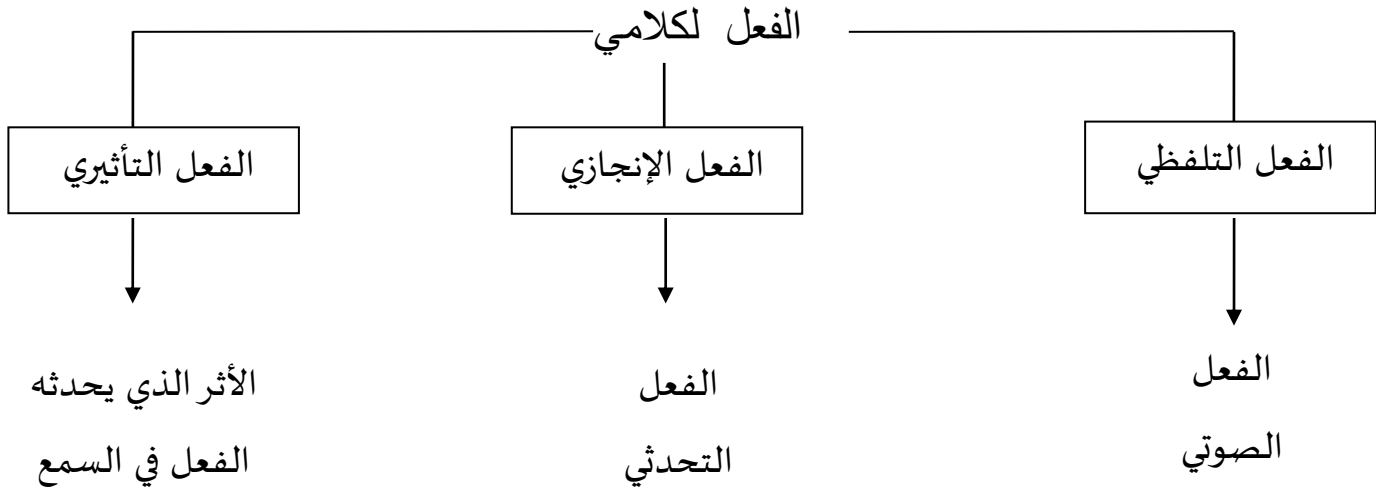 الفعل لكلامي
الفعل التلفظي
الفعل الإنجازي
الفعل التأثيري
الفعل
الصوتي
الفعل
التحدثي
الأثر الذي يحدثه
الفعل في السمع